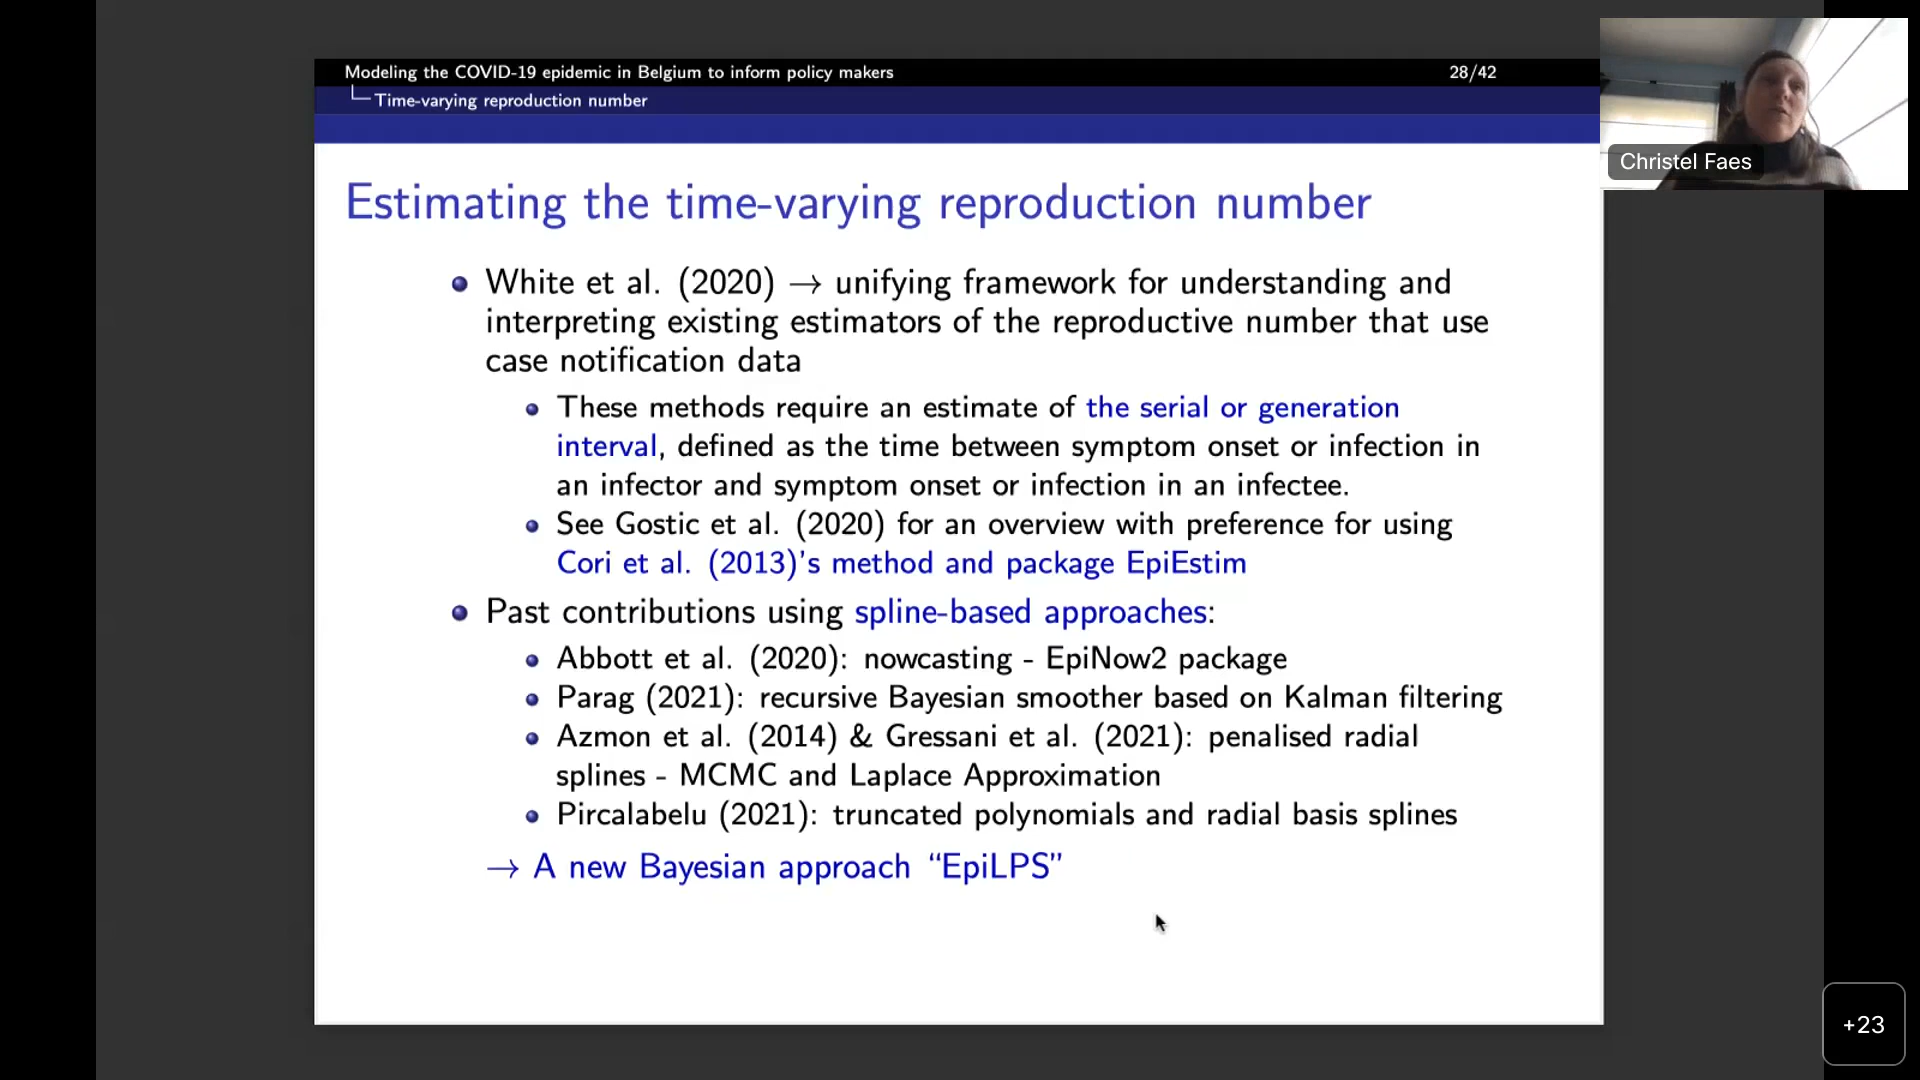 Modeling the COVID-19 epidemic in Belgium to inform policy makers 28/42
Time-varying reproduction number
Christel Faes
Estimating the time-varying reproduction number
White et al. (2020) → unifying framework for understanding and
interpreting existing estimators of the reproductive number that use
case notification data
These methods require an estimate of the serial or generation
interval, defined as the time between symptom onset or infection in
an infector and symptom onset or infection in an infectee.
See Gostic et al. (2020) for an overview with preference for using
Cori et al. (2013)'s method and package EpiEstim
Past contributions using spline-based approaches:
Abbott et al. (2020): nowcasting - EpiNow2 package
Parag (2021): recursive Bayesian smoother based on Kalman filtering
Azmon et al. (2014) & Gressani et al. (2021): penalised radial
splines - MCMC and Laplace Approximation
Pircalabelu (2021): truncated polynomials and radial basis splines
→ A new Bayesian approach “EpiLPS”
+23